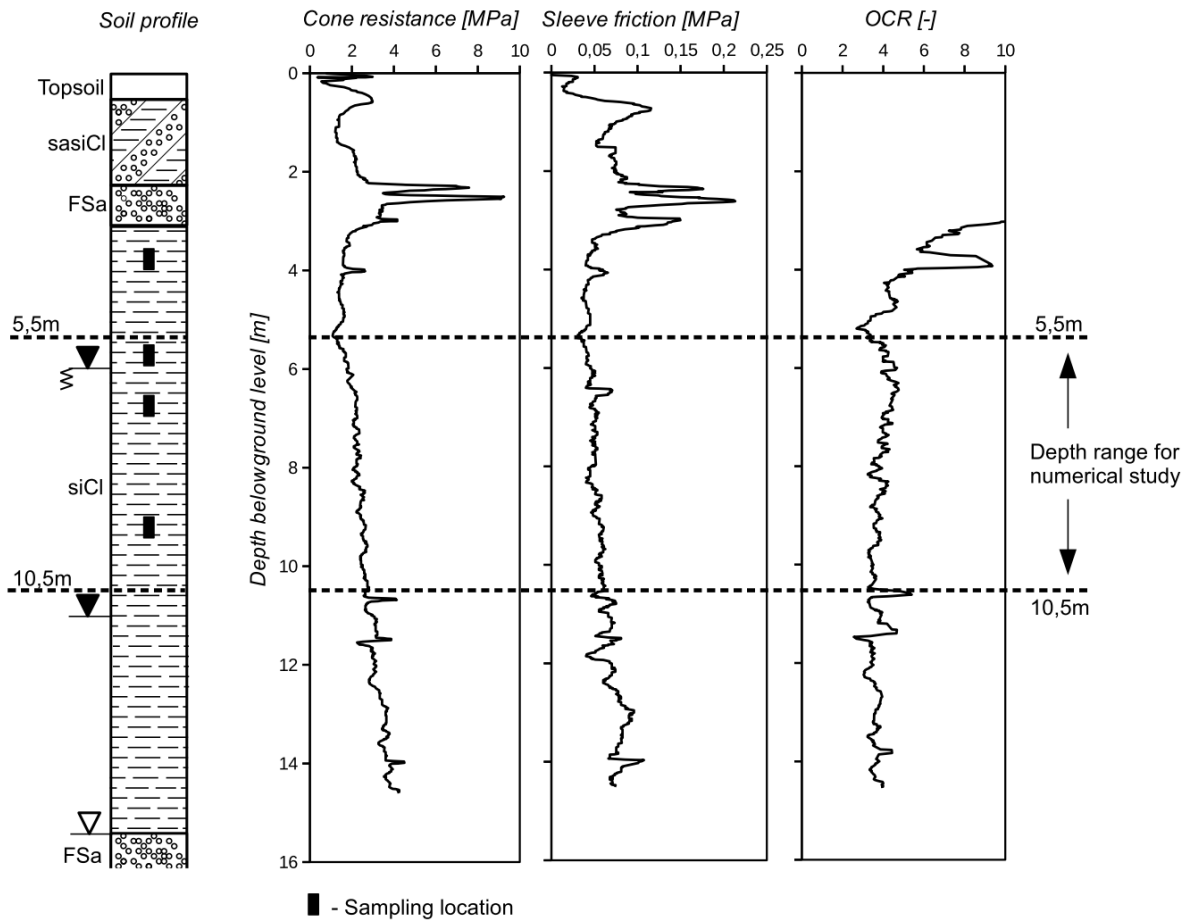 Soil profile
Cone resistance [MPa]
Sleeve friction [MPa]
OCR [-]
0 2 4 6 8 10
0 0,05 0,1 0,15 0,2 0,25
0 2 4 6 8 10
0
Topsoil
sasiCl
2
FSa
4
5,5m
5,5m
6
Depth belowground level [m]
Depth range for
numerical study
8
siCl
10
10,5m
10,5m
12
14
FSa
16
- Sampling location